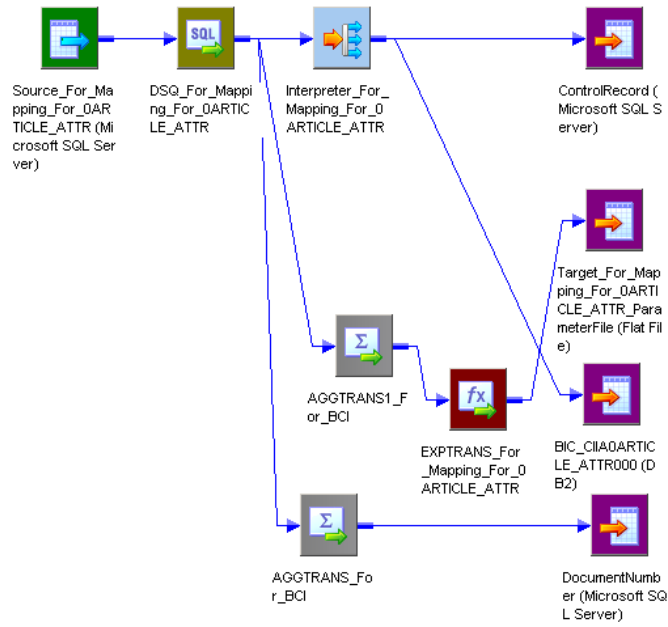 SQL
Source_For_Ma
pping_For_0AR
TICLE_ATTR (Mi
crosoft SQL Ser
ver)
DSQ_For_Mappi
ng_For_0ARTIC
LE_ATTR
Interpreter_For_
Mapping_For_0
ARTICLE_ATTR
ControlRecord (
Microsoft SQL S
erver)
Target_For_Map
ping_For_0ARTI
CLE_ATTR_Para
meterFile (Flat Fil
e)
Σ
AGGTRANS1_F
or_BCI
fx
EXPTRANS_For
_Mapping_For_0
ARTICLE_ATTR
BIC_CIIA0ARTIC
LE_ATTR000 (D
B2)
Σ
AGGTRANS_Fo
r_BCI
DocumentNumb
er (Microsoft SQ
L Server)